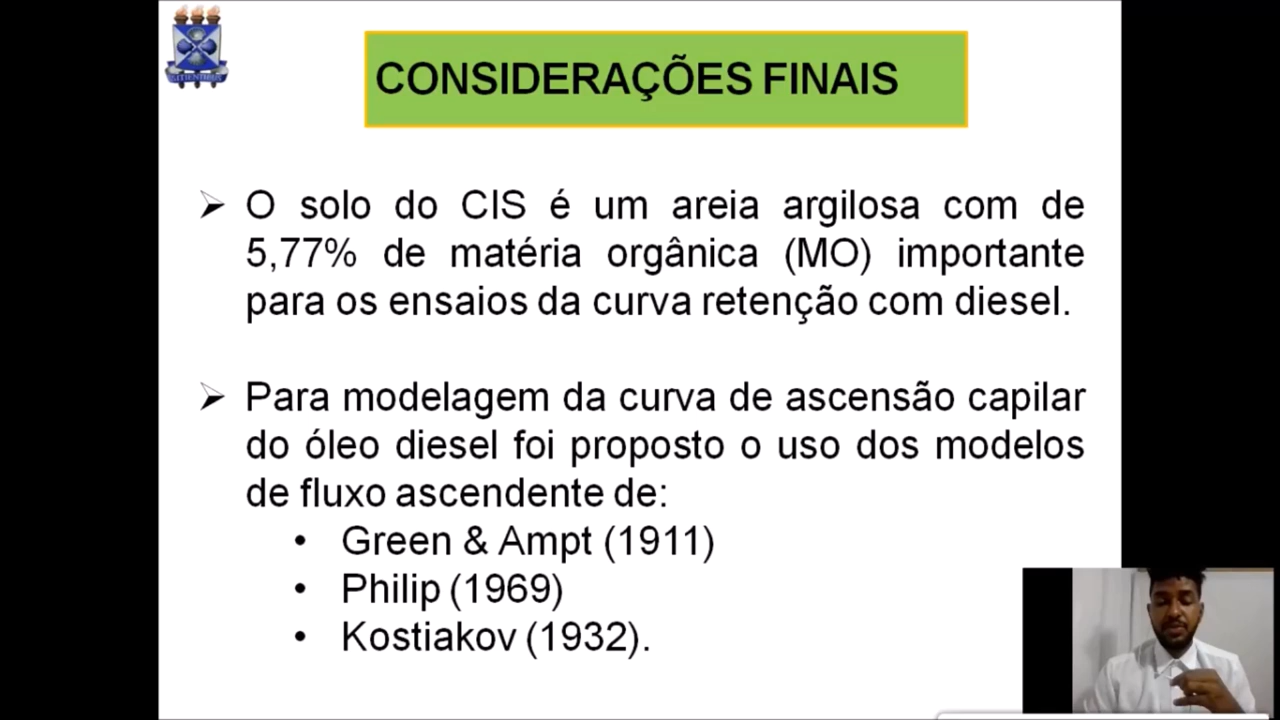 CONSIDERAÇÕES FINAIS
O solo do CIS é um areia argilosa com de
5,77% de matéria orgânica (MO) importante
para os ensaios da curva retenção com diesel.
Para modelagem da curva de ascensão capilar
do óleo diesel foi proposto o uso dos modelos
de fluxo ascendente de:
• Green & Ampt (1911)
• Philip (1969)
• Kostiakov (1932).